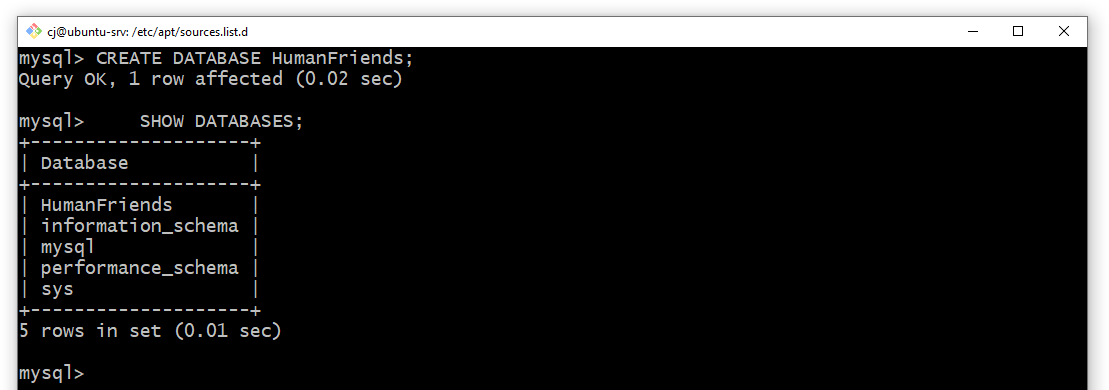 cj@ubuntu-srv: /etc/apt/sources.list.d
mysql> CREATE DATABASE HumanFriends;
Query OK, 1 row affected (0.02 sec)

mysql>     SHOW DATABASES;
+--------------------+
| Database           |
+--------------------+
| HumanFriends       |
| information_schema |
| mysql              |
| performance_schema |
| sys                |
+--------------------+
5 rows in set (0.01 sec)

mysql>